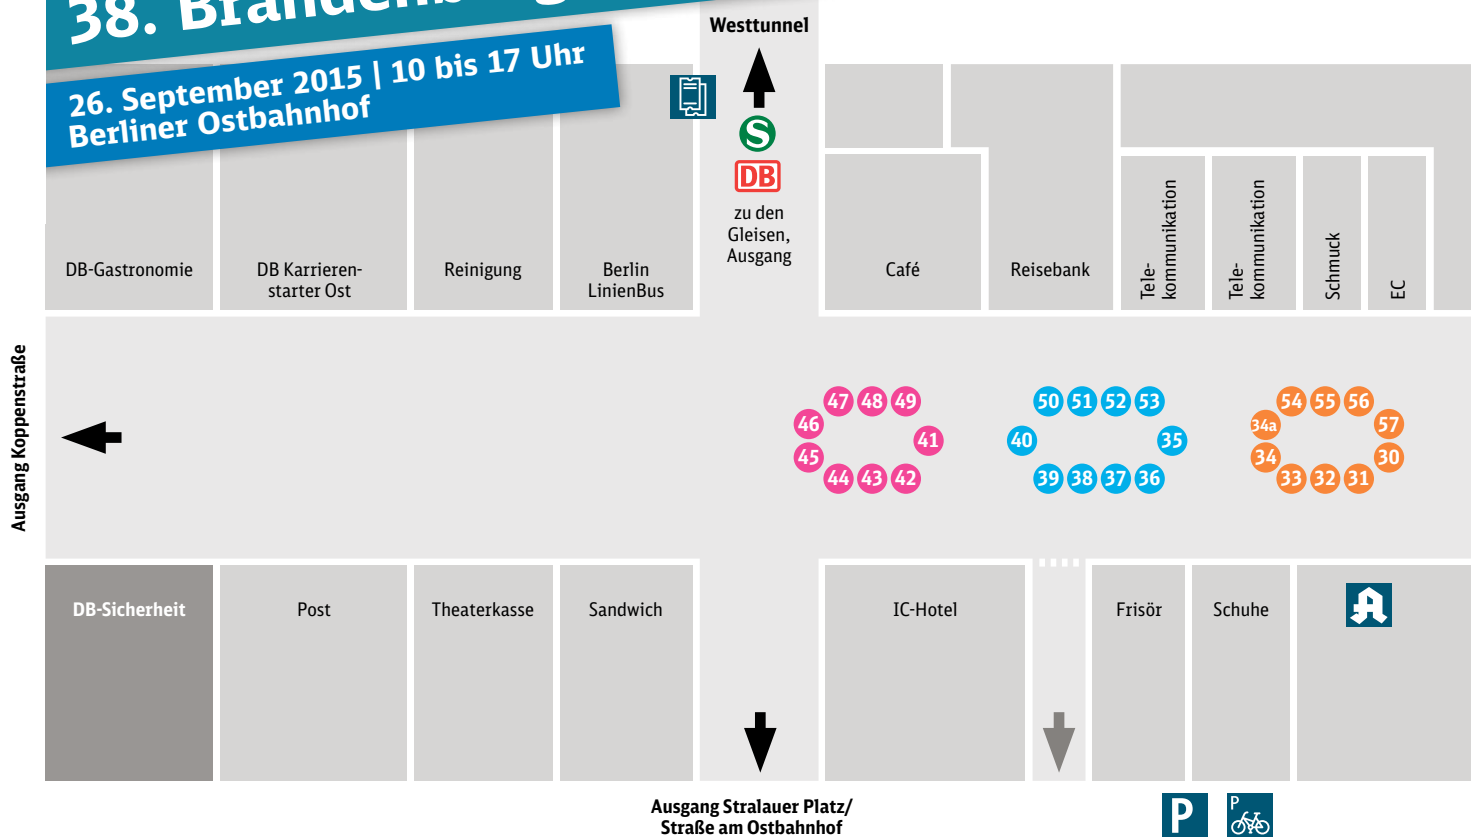 38.
26. September 2015 | 10 bis 17 Uhr
Berliner Ostbahnhof
Westtunnel
S
DB
zu den
Gleisen,
Ausgang
DB-Gastronomie
DB Karrieren-
starter Ost
Reinigung
Berlin
LinienBus
Café
Reisebank
Tele-
kommunikation
Tele-
kommunikation
Schmuck
EC
Ausgang Koppenstraße
47 48 49
46
41
45
44 43 42
50 51 52 53
40
35
39 38 37 36
54 55 56
34a
57
34
30
33 32 31
DB-Sicherheit
Post
Theaterkasse
Sandwich
IC-Hotel
Frisör
Schuhe
A
Ausgang Stralauer Platz/
Straße am Ostbahnhof
P
P